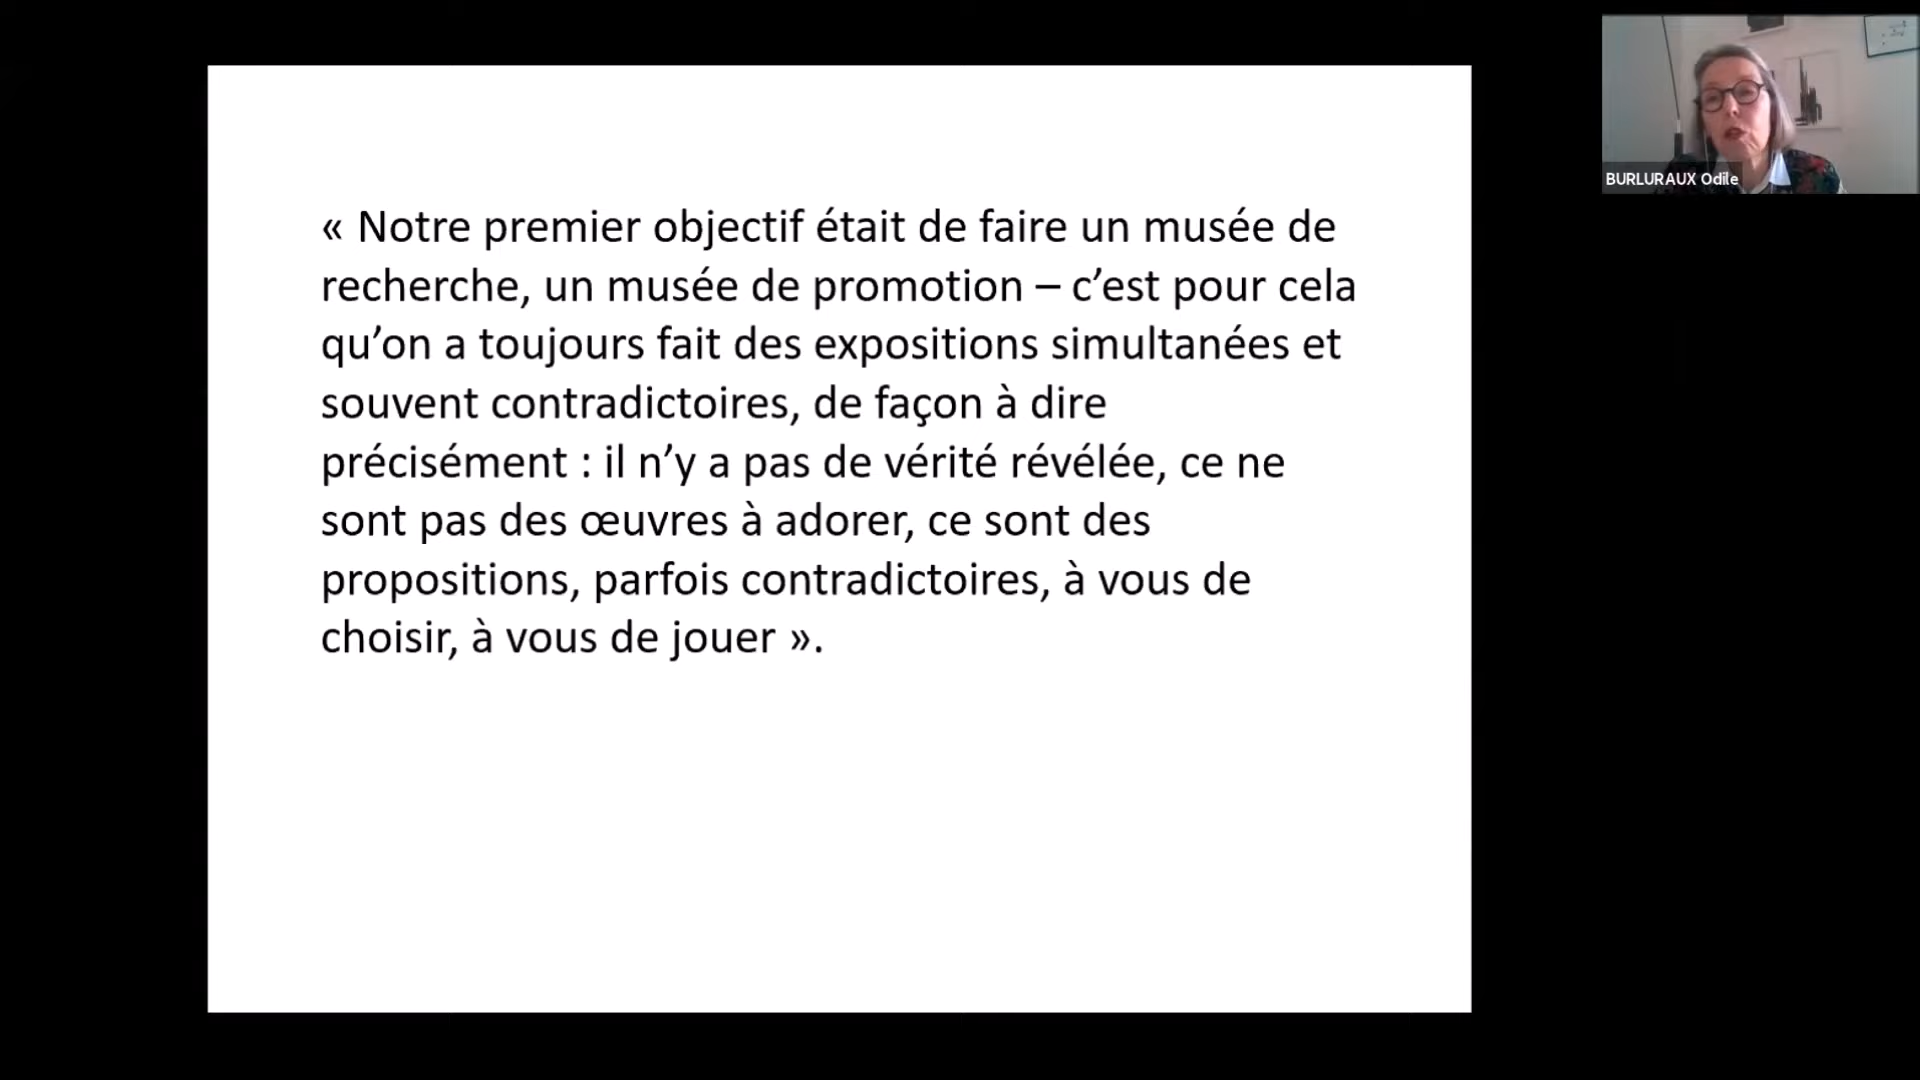 « Notre premier objectif était de faire un musée de
recherche, un musée de promotion – c’est pour cela
qu’on a toujours fait des expositions simultanées et
souvent contradictoires, de façon à dire
précisément : il n’y a pas de vérité révélée, ce ne
sont pas des œuvres à adorer, ce sont des
propositions, parfois contradictoires, à vous de
choisir, à vous de jouer ».
BURLURAUX Odile